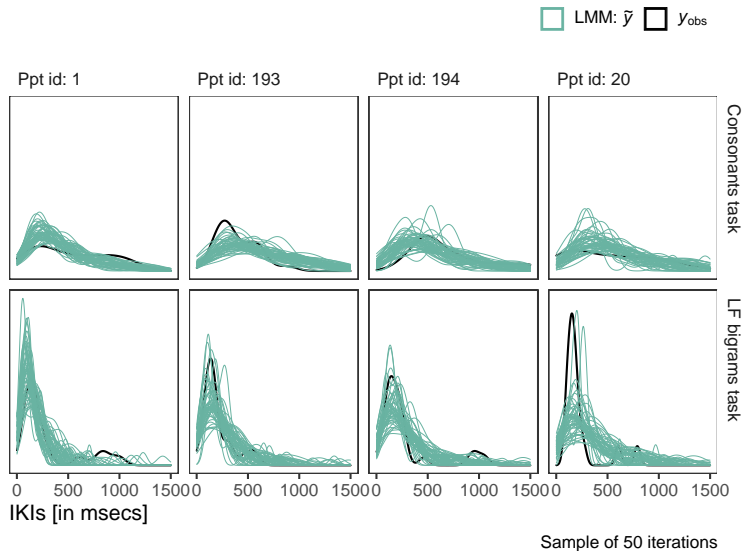 LMM: ỹ y_obs
Ppt id: 1 Ppt id: 193 Ppt id: 194 Ppt id: 20
Consonants task
LF bigrams task
0 500 1000 1500 0 500 1000 1500 0 500 1000 1500 0 500 1000 1500
IKIs [in msecs]
Sample of 50 iterations